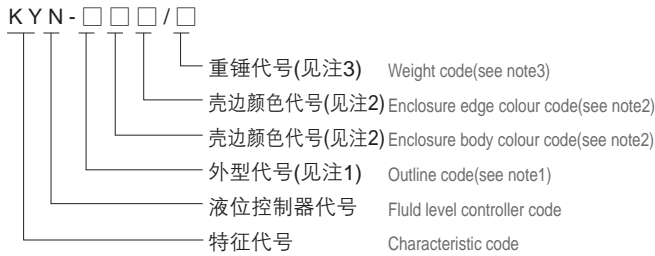 KYN-□□□/□
重锤代号(见注3) Weight code(see note3)
壳边颜色代号(见注2) Enclosure edge colour code(see note2)
壳边颜色代号(见注2) Enclosure body colour code(see note2)
外型代号(见注1) Outline code(see note1)
液位控制器代号 Fluld level controller code
特征代号 Characteristic code